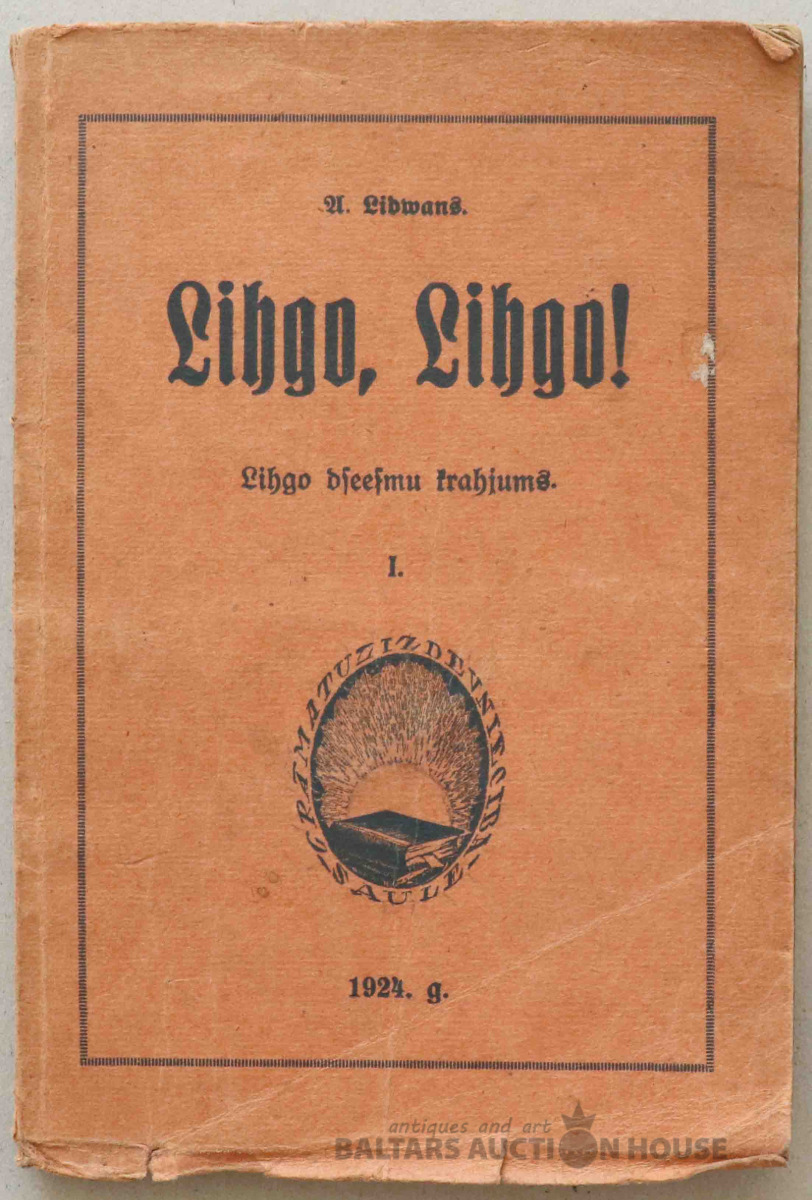 A. Lidwans.
Lihgo, Lihgo!
Lihgo dſeeſmu krahjums.
I.
GRAMATU IZDEVNIECIBA
"SAULE"
1924. g.
antiques and art
BALTARS AUCTION HOUSE